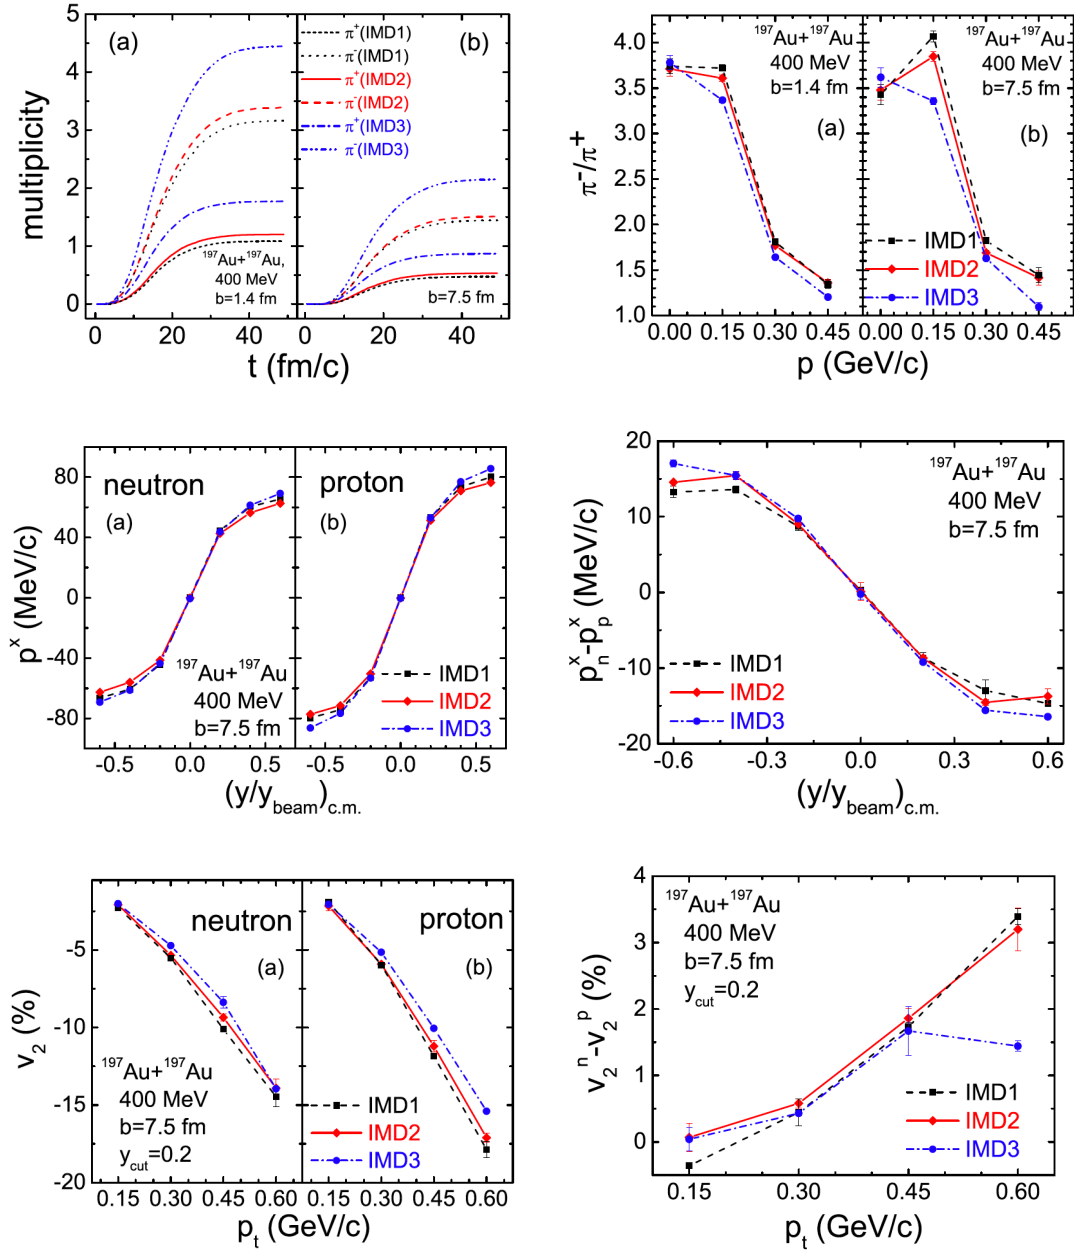 (a)
(b)
π⁺(IMD1)
π⁻(IMD1)
π⁺(IMD2)
π⁻(IMD2)
π⁺(IMD3)
π⁻(IMD3)
¹⁹⁷Au+¹⁹⁷Au,
400 MeV
b=1.4 fm
b=7.5 fm
5
4
3
2
1
0
multiplicity
0 20 40 0 20 40
t (fm/c)
¹⁹⁷Au+¹⁹⁷Au
400 MeV
b=1.4 fm
(a)
¹⁹⁷Au+¹⁹⁷Au
400 MeV
b=7.5 fm
(b)
IMD1
IMD2
IMD3
4.0
3.5
3.0
2.5
2.0
1.5
1.0
π⁻/π⁺
0.00 0.15 0.30 0.45 0.00 0.15 0.30 0.45
p (GeV/c)
neutron
(a)
¹⁹⁷Au+¹⁹⁷Au
400 MeV
b=7.5 fm
proton
(b)
IMD1
IMD2
IMD3
80
40
0
-40
-80
pˣ (MeV/c)
-0.5 0.0 0.5 -0.5 0.0 0.5
(y/y_beam)_c.m.
¹⁹⁷Au+¹⁹⁷Au
400 MeV
b=7.5 fm
IMD1
IMD2
IMD3
20
10
0
-10
-20
pₙˣ-pₚˣ (MeV/c)
-0.6 -0.3 0.0 0.3 0.6
(y/y_beam)_c.m.
neutron
(a)
¹⁹⁷Au+¹⁹⁷Au
400 MeV
b=7.5 fm
y_cut=0.2
proton
(b)
IMD1
IMD2
IMD3
-5
-10
-15
-20
v₂ (%)
0.15 0.30 0.45 0.60 0.15 0.30 0.45 0.60
pₜ (GeV/c)
¹⁹⁷Au+¹⁹⁷Au
400 MeV
b=7.5 fm
y_cut=0.2
IMD1
IMD2
IMD3
4
3
2
1
0
v₂ⁿ-v₂ᵖ (%)
0.15 0.30 0.45 0.60
pₜ (GeV/c)